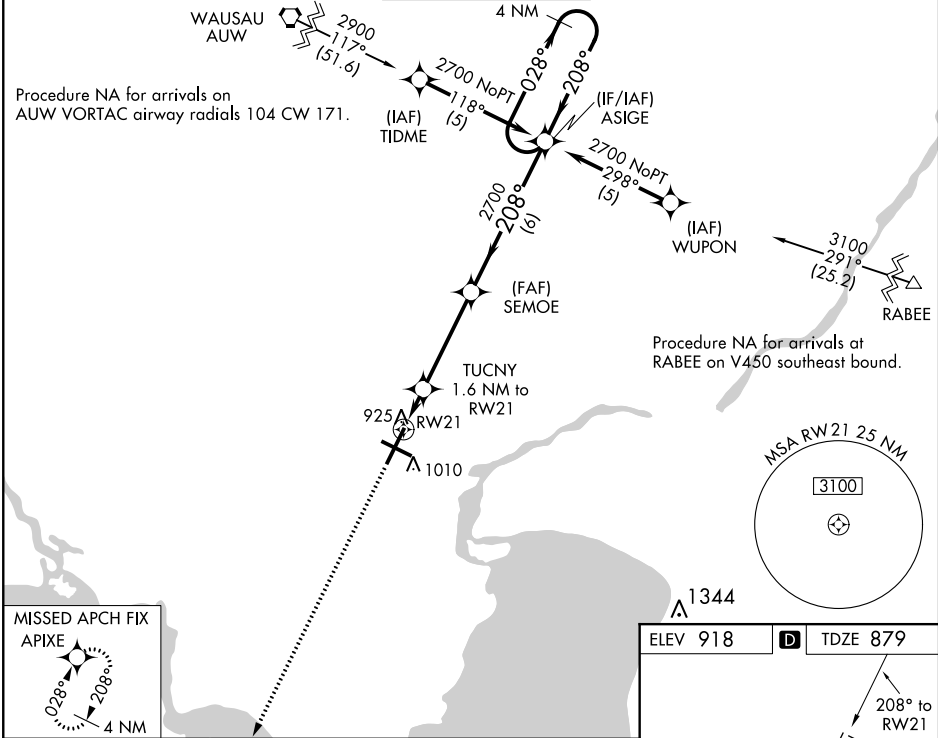 WAUSAU
AUW
2900
117°
(51.6)
4 NM
028°
208°
Procedure NA for arrivals on
AUW VORTAC airway radials 104 CW 171.
2700 NoPT
118°
(5)
(IAF)
TIDME
(IF/IAF)
ASIGE
2700 NoPT
298°
(5)
(IAF)
WUPON
2700
208°
(6)
3100
291°
(25.2)
RABEE
(FAF)
SEMOE
Procedure NA for arrivals at
RABEE on V450 southeast bound.
TUCNY
1.6 NM to
RW21
925
RW21
1010
MSA RW21 25 NM
3100
1344
MISSED APCH FIX
APIXE
028°
208°
4 NM
ELEV 918 D TDZE 879
208° to
RW21